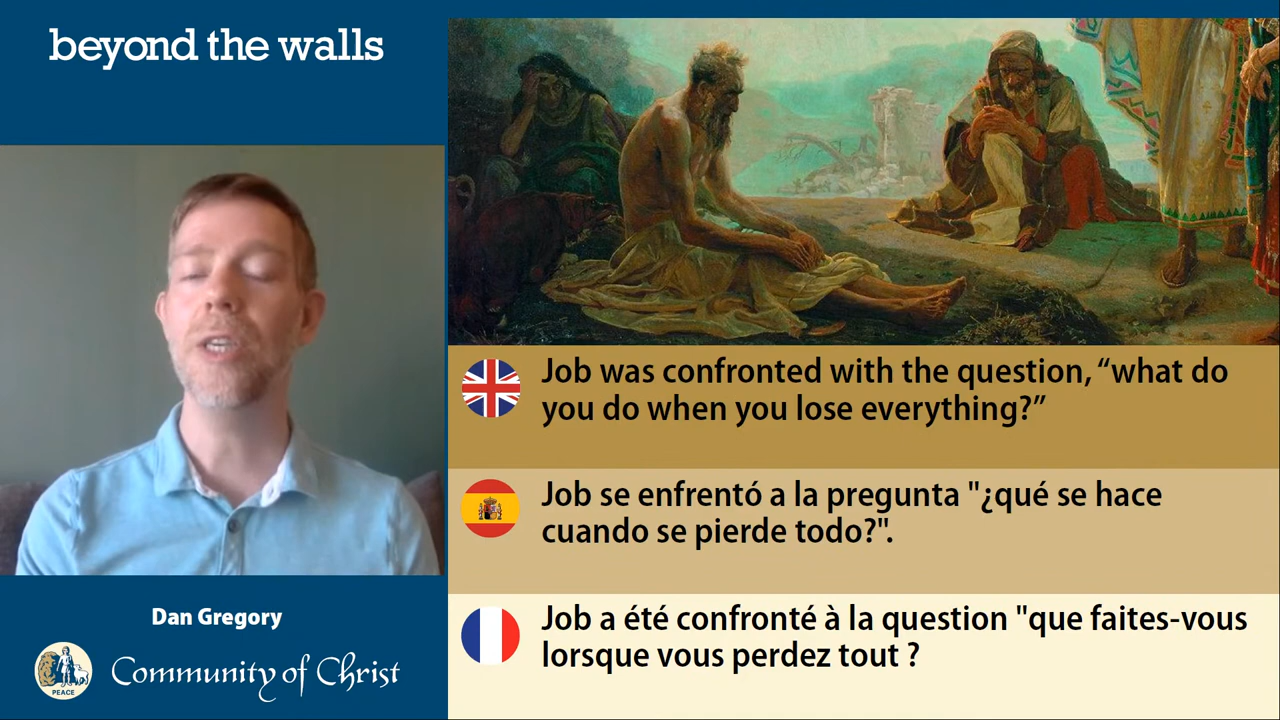 beyond the walls
Job was confronted with the question, “what do
you do when you lose everything?”
Job se enfrentó a la pregunta "¿qué se hace
cuando se pierde todo?".
Job a été confronté à la question "que faites-vous
lorsque vous perdez tout ?
Dan Gregory
PEACE
Community of Christ